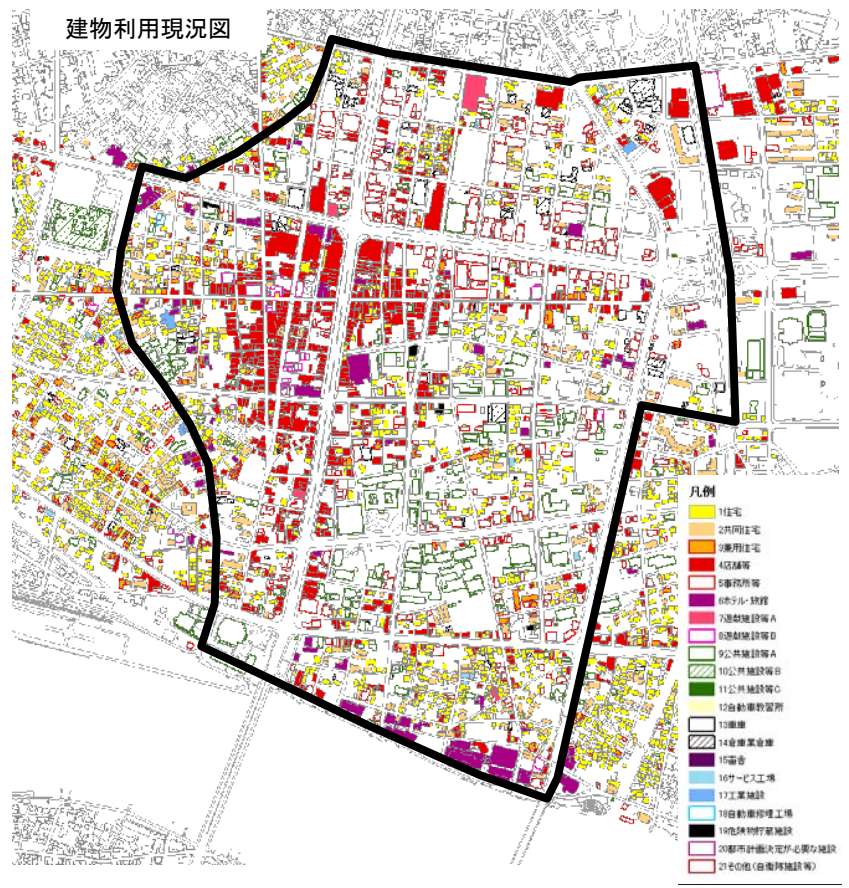 建物利用現況図
凡例
1住宅
2共同住宅
3兼用住宅
4店舗等
5事務所等
6ホテル・旅館
7遊戯施設等A
8遊戯施設等B
9公共施設等A
10公共施設等B
11公共施設等C
12自動車教習所
13車庫
14倉庫業倉庫
15畜舎
16サービス工場
17工業施設
18自動車修理工場
19危険物貯蔵施設
20都市計画決定が必要な施設
21その他(自衛隊施設等)